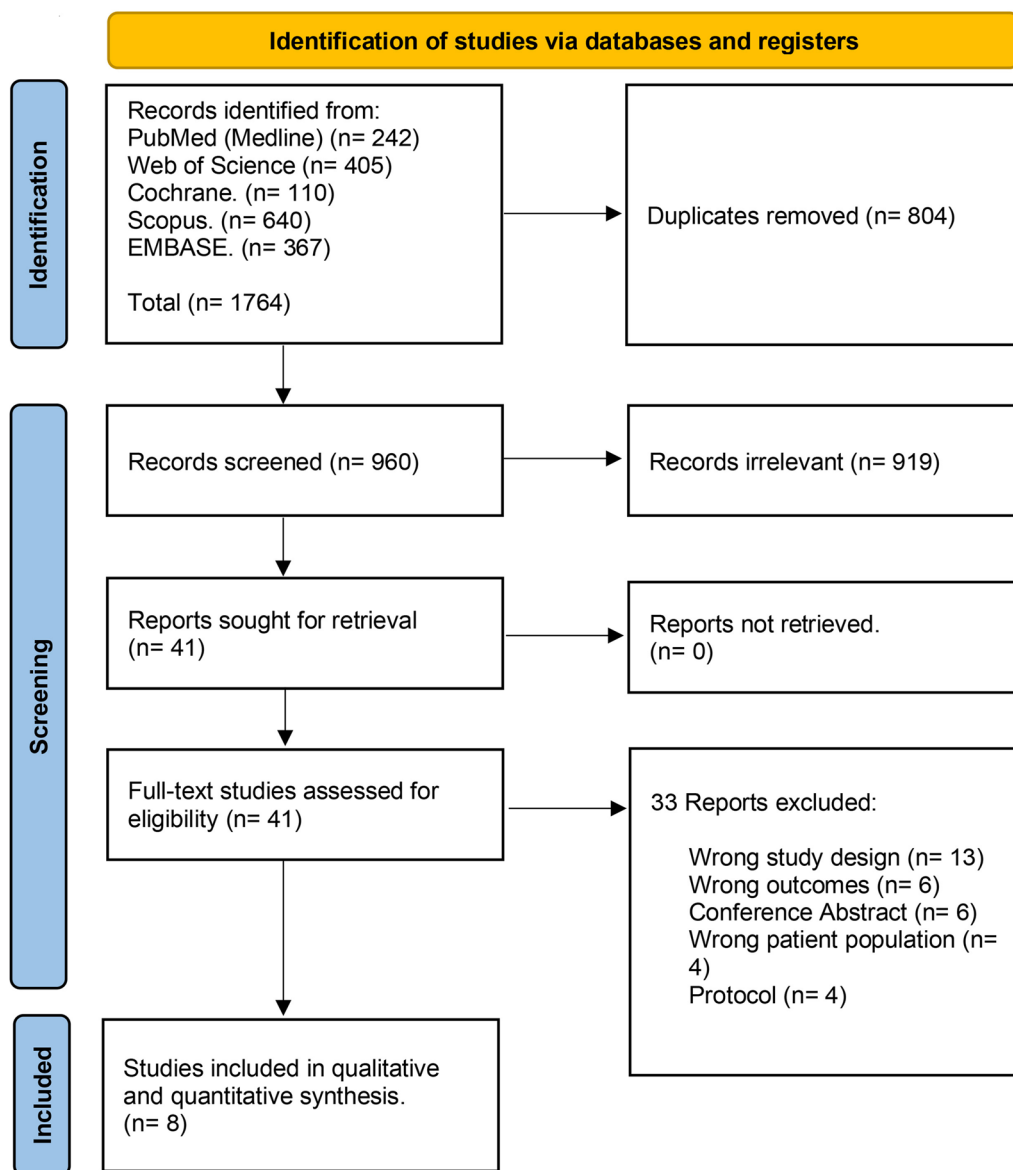 Identification of studies via databases and registers
Identification
Records identified from:
PubMed (Medline) (n= 242)
Web of Science (n= 405)
Cochrane. (n= 110)
Scopus. (n= 640)
EMBASE. (n= 367)
Total (n= 1764)
Duplicates removed (n= 804)
Screening
Records screened (n= 960)
Records irrelevant (n= 919)
Reports sought for retrieval
(n= 41)
Reports not retrieved.
(n= 0)
Full-text studies assessed for
eligibility (n= 41)
33 Reports excluded:
Wrong study design (n= 13)
Wrong outcomes (n= 6)
Conference Abstract (n= 6)
Wrong patient population (n=
4)
Protocol (n= 4)
Included
Studies included in qualitative
and quantitative synthesis.
(n= 8)